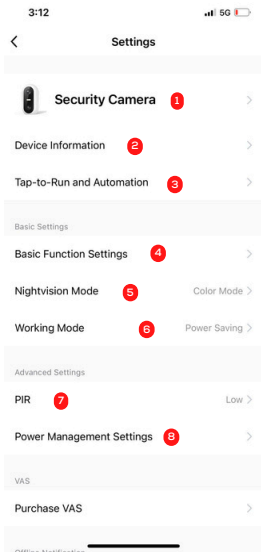 3:12 5G
Settings
Security Camera 1
Device Information 2
Tap-to-Run and Automation 3
Basic Settings
Basic Function Settings 4
Nightvision Mode 5 Color Mode
Working Mode 6 Power Saving
Advanced Settings
PIR 7 Low
Power Management Settings 8
VAS
Purchase VAS
Offline Notification